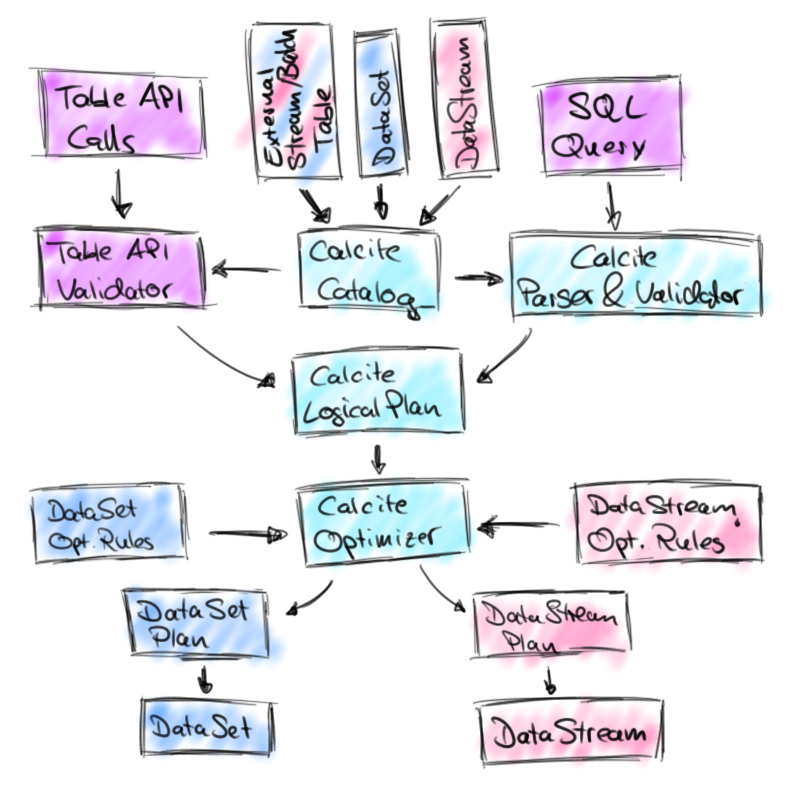 Table API
Calls
External
Stream/Batch
Table
DataSet
DataStream
SQL
Query
Table API
Validator
Calcite
Catalog
Calcite
Parser & Validator
Calcite
Logical Plan
DataSet
Opt. Rules
Calcite
Optimizer
DataStream
Opt. Rules
DataSet
Plan
DataStream
Plan
DataSet
DataStream